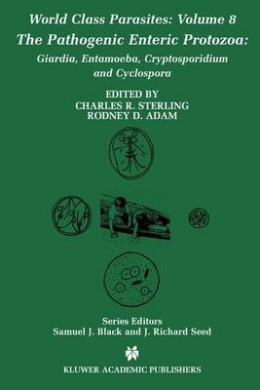 World Class Parasites: Volume 8
The Pathogenic Enteric Protozoa:
Giardia, Entamoeba, Cryptosporidium
and Cyclospora
EDITED BY
CHARLES R. STERLING
RODNEY D. ADAM
Series Editors
Samuel J. Black and J. Richard Seed
KLUWER ACADEMIC PUBLISHERS